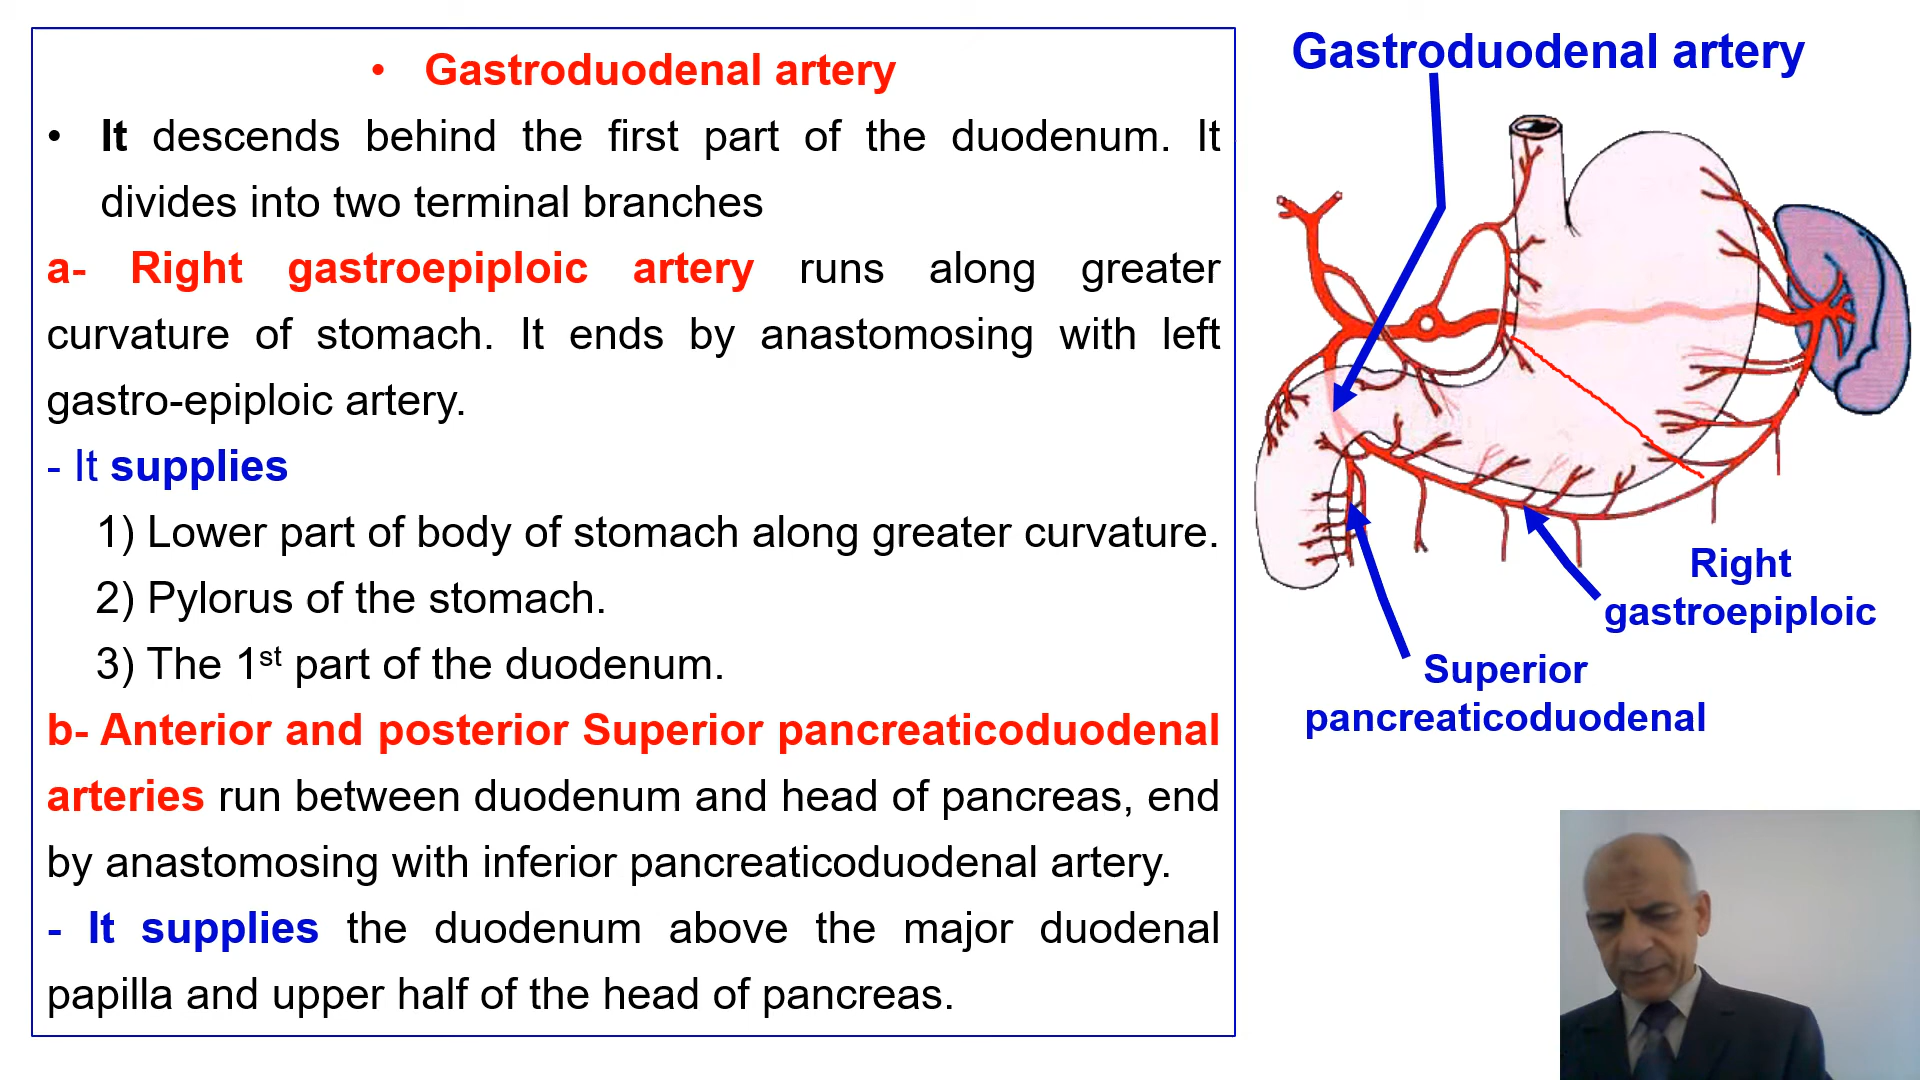 • Gastroduodenal artery
• It descends behind the first part of the duodenum. It
divides into two terminal branches
a- Right gastroepiploic artery runs along greater
curvature of stomach. It ends by anastomosing with left
gastro-epiploic artery.
- It supplies
1) Lower part of body of stomach along greater curvature.
2) Pylorus of the stomach.
3) The 1st part of the duodenum.
b- Anterior and posterior Superior pancreaticoduodenal
arteries run between duodenum and head of pancreas, end
by anastomosing with inferior pancreaticoduodenal artery.
- It supplies the duodenum above the major duodenal
papilla and upper half of the head of pancreas.
Gastroduodenal artery
Right
gastroepiploic
Superior
pancreaticoduodenal